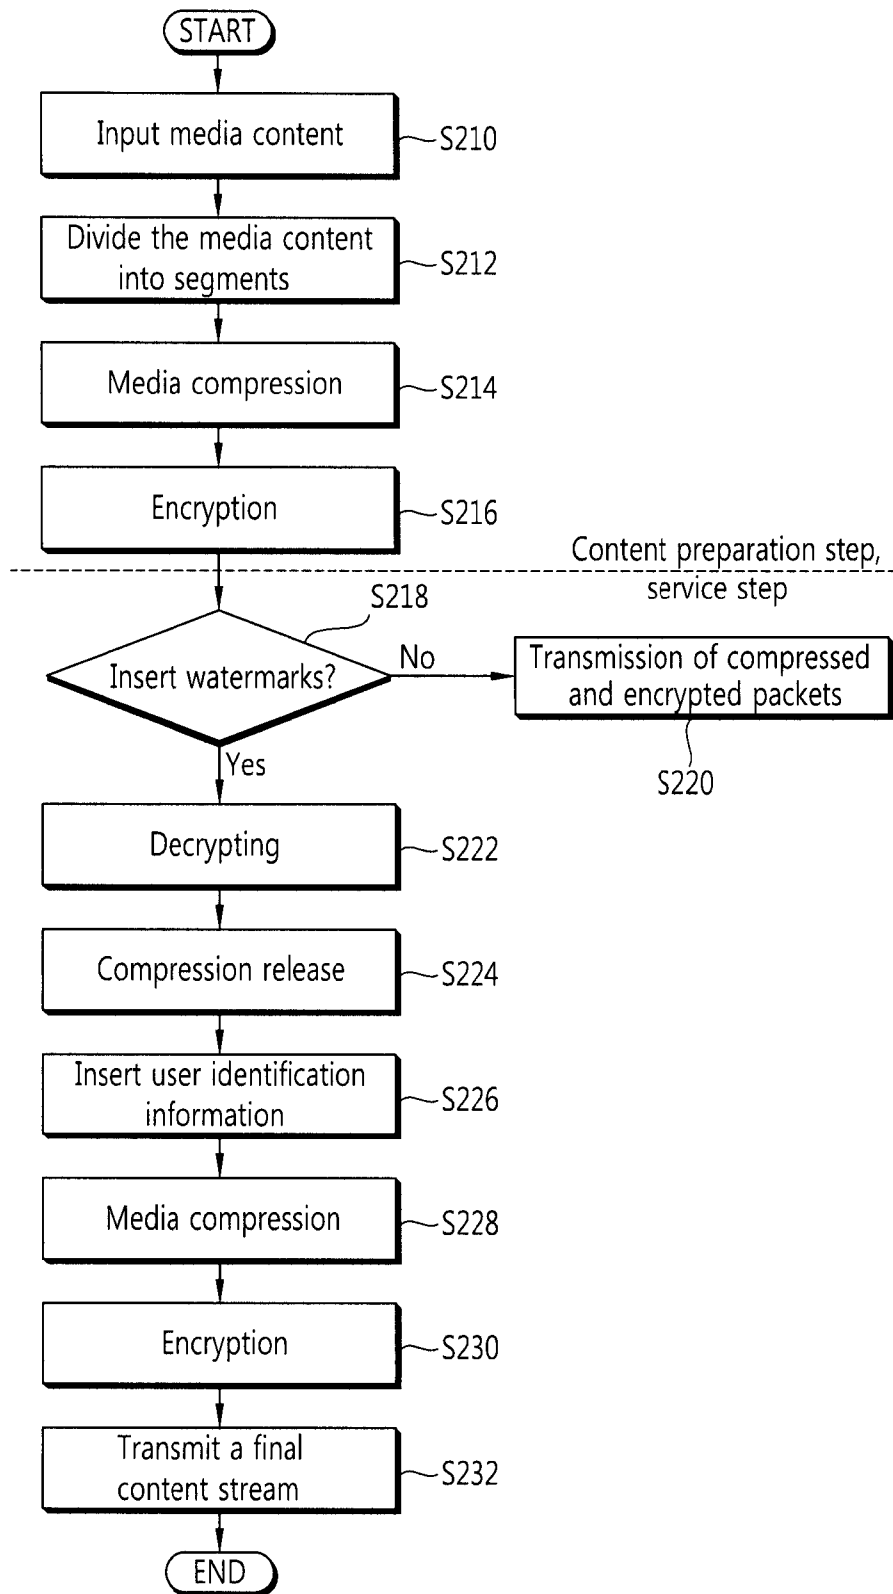 START
Input media content
S210
Divide the media content
into segments
S212
Media compression
S214
Encryption
S216
Content preparation step,
service step
S218
Insert watermarks?
No
Transmission of compressed
and encrypted packets
S220
Yes
Decrypting
S222
Compression release
S224
Insert user identification
information
S226
Media compression
S228
Encryption
S230
Transmit a final
content stream
S232
END